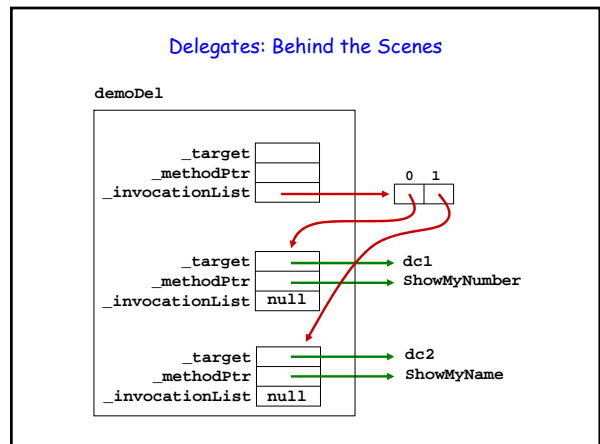 Delegates: Behind the Scenes
demoDel
_target
_methodPtr
_invocationList
0 1
_target
dc1
_methodPtr
ShowMyNumber
_invocationList
null
_target
dc2
_methodPtr
ShowMyName
_invocationList
null